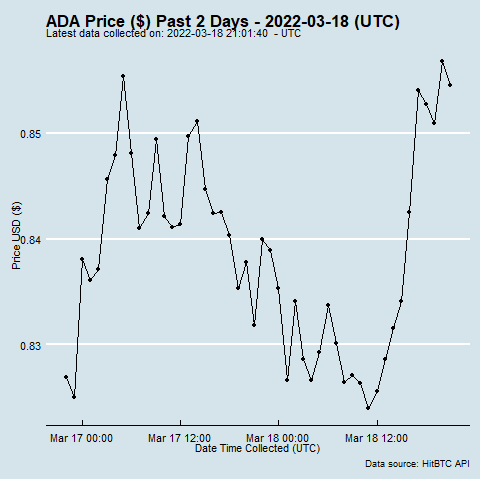 ADA Price ($) Past 2 Days - 2022-03-18 (UTC)
Latest data collected on: 2022-03-18 21:01:40 - UTC
0.85
0.84
0.83
Price USD ($)
Mar 17 00:00 Mar 17 12:00 Mar 18 00:00 Mar 18 12:00
Date Time Collected (UTC)
Data source: HitBTC API